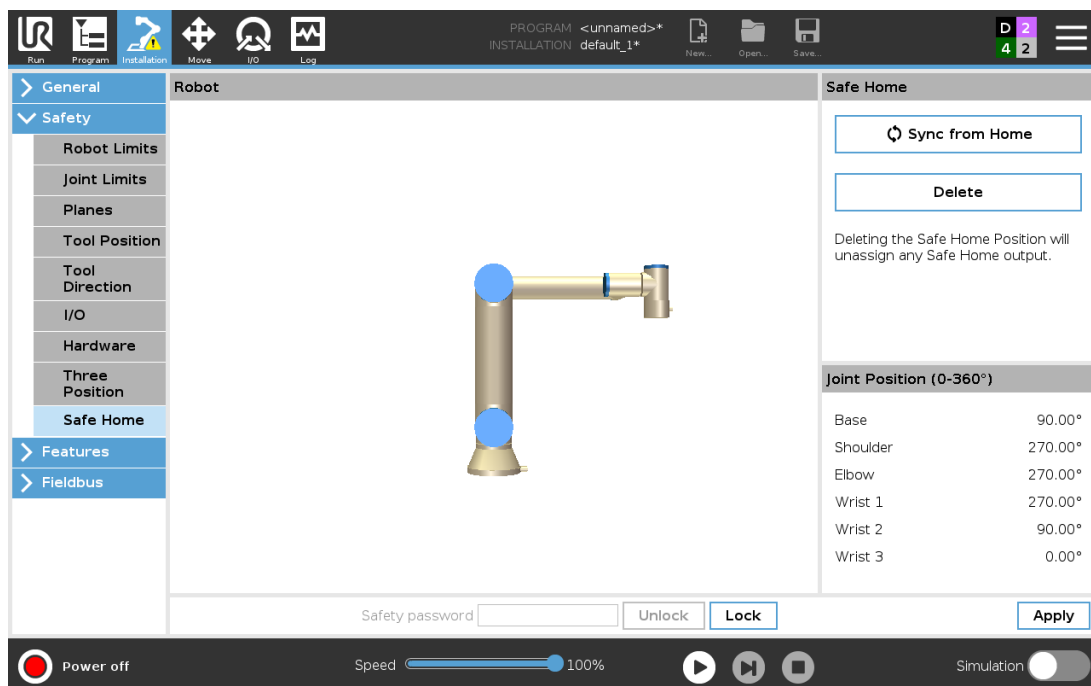 PROGRAM <unnamed>*
INSTALLATION default_1*
D 2
4 2
UR
Run
Program
Installation
Move
I/O
Log
New...
Open...
Save...
General
Safety
Robot Limits
Joint Limits
Planes
Tool Position
Tool
Direction
I/O
Hardware
Three
Position
Safe Home
Features
Fieldbus
Robot
Safe Home
Sync from Home
Delete
Deleting the Safe Home Position will
unassign any Safe Home output.
Joint Position (0-360°)
Base 90.00°
Shoulder 270.00°
Elbow 270.00°
Wrist 1 270.00°
Wrist 2 90.00°
Wrist 3 0.00°
Safety password
Unlock
Lock
Apply
Power off
Speed 100%
Simulation